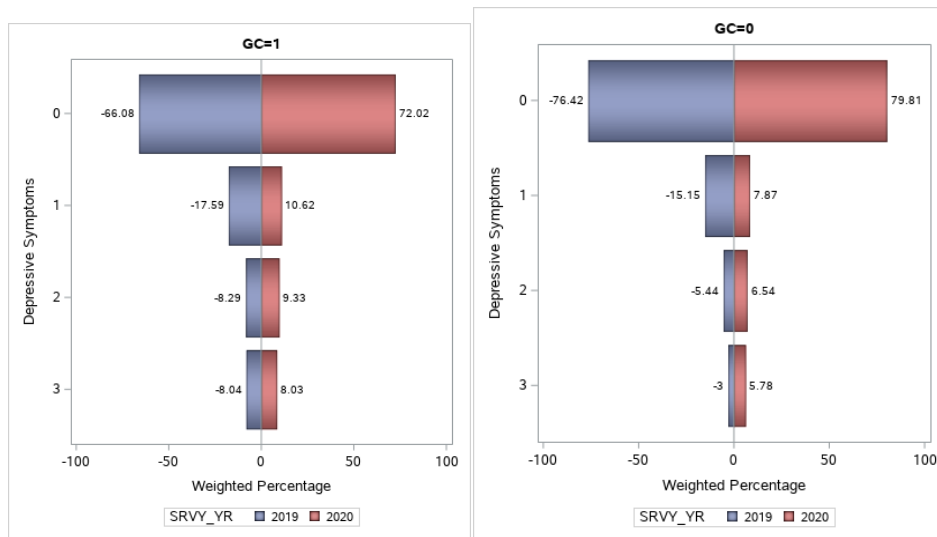 GC=1
Depressive Symptoms
0
-66.08
72.02
1
-17.59
10.62
2
-8.29
9.33
3
-8.04
8.03
-100 -50 0 50 100
Weighted Percentage
SRVY_YR 2019 2020
GC=0
Depressive Symptoms
0
-76.42
79.81
1
-15.15
7.87
2
-5.44
6.54
3
-3
5.78
-100 -50 0 50 100
Weighted Percentage
SRVY_YR 2019 2020